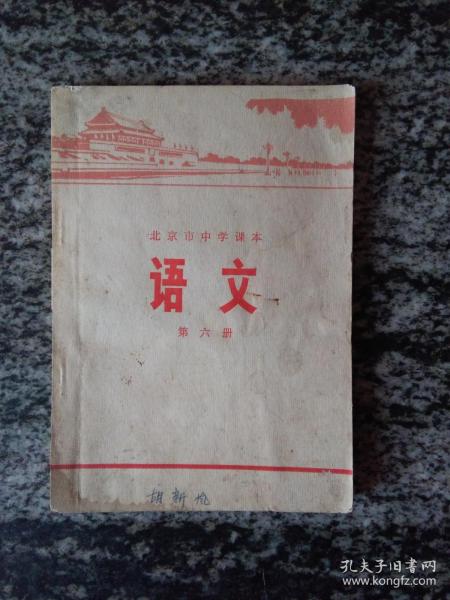 北京市中学课本
语文
第六册
胡新风
孔夫子旧书网
www.kongfz.com